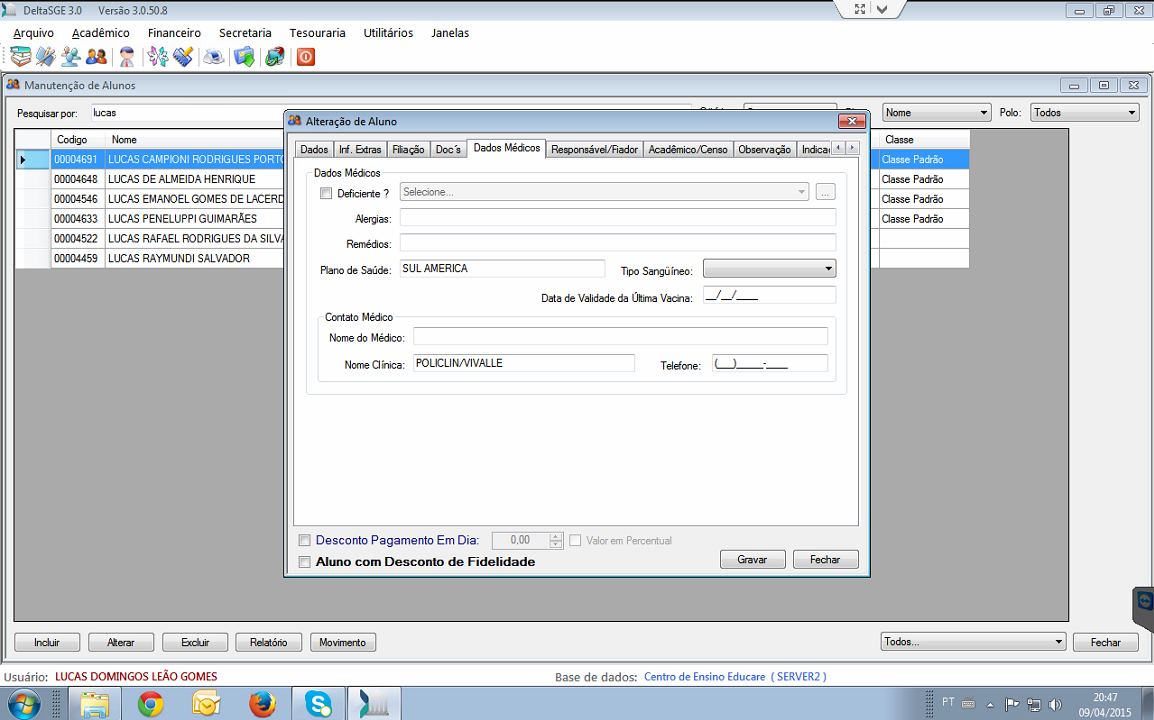 DeltaSGE 3.0 Versão 3.0.50.8
Arquivo Acadêmico Financeiro Secretaria Tesouraria Utilitários Janelas
Manutenção de Alunos
Pesquisar por: lucas Nome Polo: Todos
Codigo Nome Classe
00004691 LUCAS CAMPIONI RODRIGUES PORTO Classe Padrão
00004648 LUCAS DE ALMEIDA HENRIQUE Classe Padrão
00004546 LUCAS EMANOEL GOMES DE LACERD Classe Padrão
00004633 LUCAS PENELUPPI GUIMARÃES Classe Padrão
00004522 LUCAS RAFAEL RODRIGUES DA SILVA
00004459 LUCAS RAYMUNDI SALVADOR
Alteração de Aluno
Dados Inf. Extras Filiação Doc´s Dados Médicos Responsável/Fiador Acadêmico/Censo Observação Indica
Dados Médicos
Deficiente ? Selecione... ...
Alergias:
Remédios:
Plano de Saúde: SUL AMERICA Tipo Sangüíneo:
Data de Validade da Última Vacina: __/__/____
Contato Médico
Nome do Médico:
Nome Clínica: POLICLIN/VIVALLE Telefone: (___)_____-____
Desconto Pagamento Em Dia: 0,00 Valor em Percentual
Aluno com Desconto de Fidelidade
Gravar Fechar
Incluir Alterar Excluir Relatório Movimento Todos... Fechar
Usuário: LUCAS DOMINGOS LEÃO GOMES Base de dados: Centro de Ensino Educare ( SERVER2 )
PT 20:47
09/04/2015